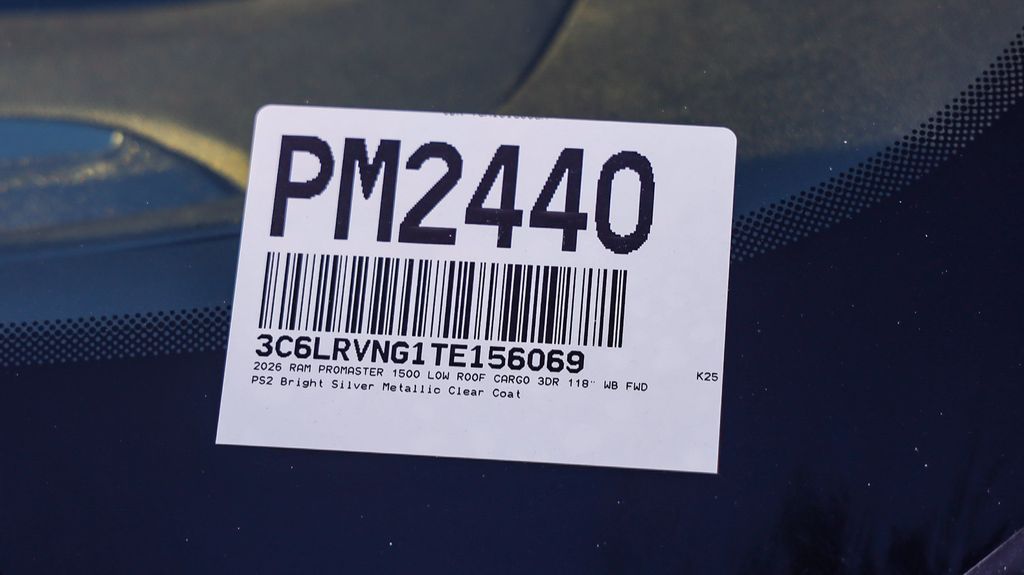 PM2440
3C6LRVNG1TE156069
2026 RAM PROMASTER 1500 LOW ROOF CARGO 3DR 118" WB FWD K25
PS2 Bright Silver Metallic Clear Coat